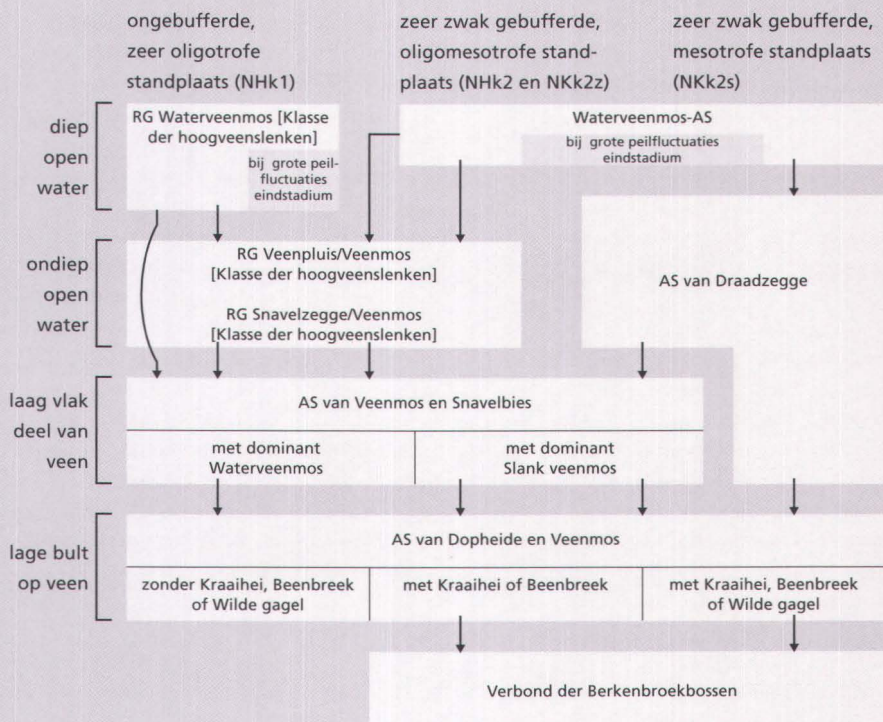 ongebufferde,
zeer oligotrofe
standplaats (NHk1)
zeer zwak gebufferde,
oligomesotrofe stand-
plaats (NHk2 en NKk2z)
zeer zwak gebufferde,
mesotrofe standplaats
(NKk2s)
diep
open
water
RG Waterveenmos [Klasse
der hoogveenslenken]
bij grote peil-
fluctuaties
eindstadium
Waterveenmos-AS
bij grote peilfluctuaties
eindstadium
ondiep
open
water
RG Veenpluis/Veenmos
[Klasse der hoogveenslenken]
RG Snavelzegge/Veenmos
[Klasse der hoogveenslenken]
AS van Draadzegge
laag vlak
deel van
veen
AS van Veenmos en Snavelbies
met dominant
Waterveenmos
met dominant
Slank veenmos
lage bult
op veen
AS van Dopheide en Veenmos
zonder Kraaihei, Beenbreek
of Wilde gagel
met Kraaihei of Beenbreek
met Kraaihei, Beenbreek
of Wilde gagel
Verbond der Berkenbroekbossen